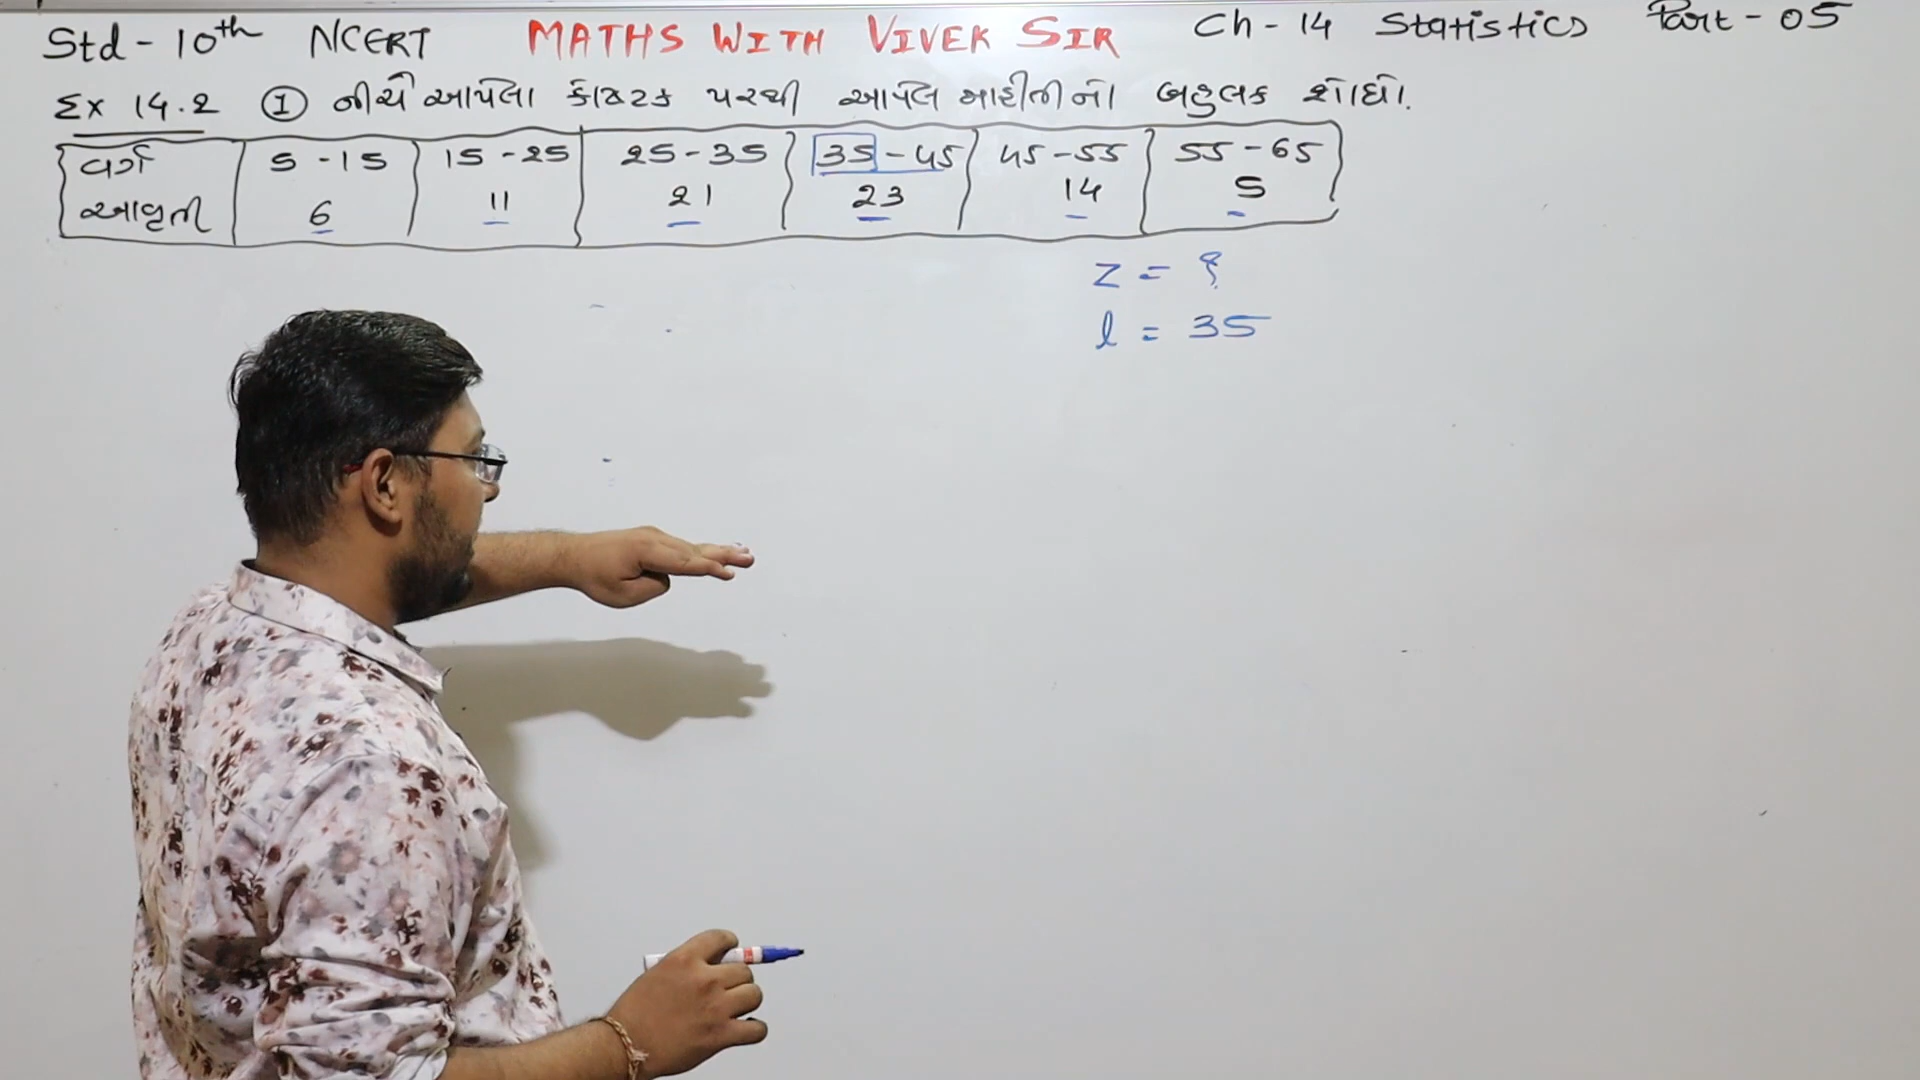 Std - 10th NCERT MATHS WITH VIVEK SIR Ch - 14 Statistics Part - 05
Ex 14.2 ① નીચે આપેલા કોષ્ટક પરથી આપેલ માહીતીનો બહુલક શોધો.
વર્ગ 5 - 15 15 - 25 25 - 35 35 - 45 45 - 55 55 - 65
આવૃતી 6 11 21 23 14 5
Z = ?
l = 35